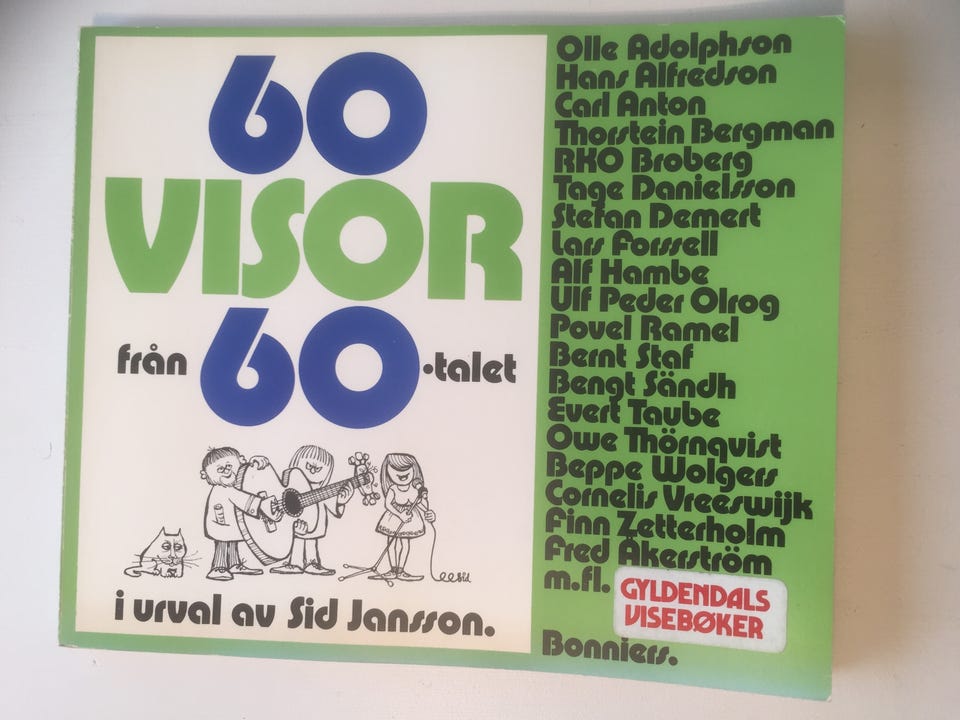 60
VISOR
från 60-talet
sid
i urval av Sid Jansson.
Olle Adolphson
Hans Alfredson
Carl Anton
Thorstein Bergman
RKO Broberg
Tage Danielsson
Stefan Demert
Lars Forssell
Alf Hambe
Ulf Peder Olrog
Povel Ramel
Bernt Staf
Bengt Sändh
Evert Taube
Owe Thörnqvist
Beppe Wolgers
Cornelis Vreeswijk
Finn Zetterholm
Fred Åkerström
m.fl.
GYLDENDALS
VISEBØKER
Bonniers.